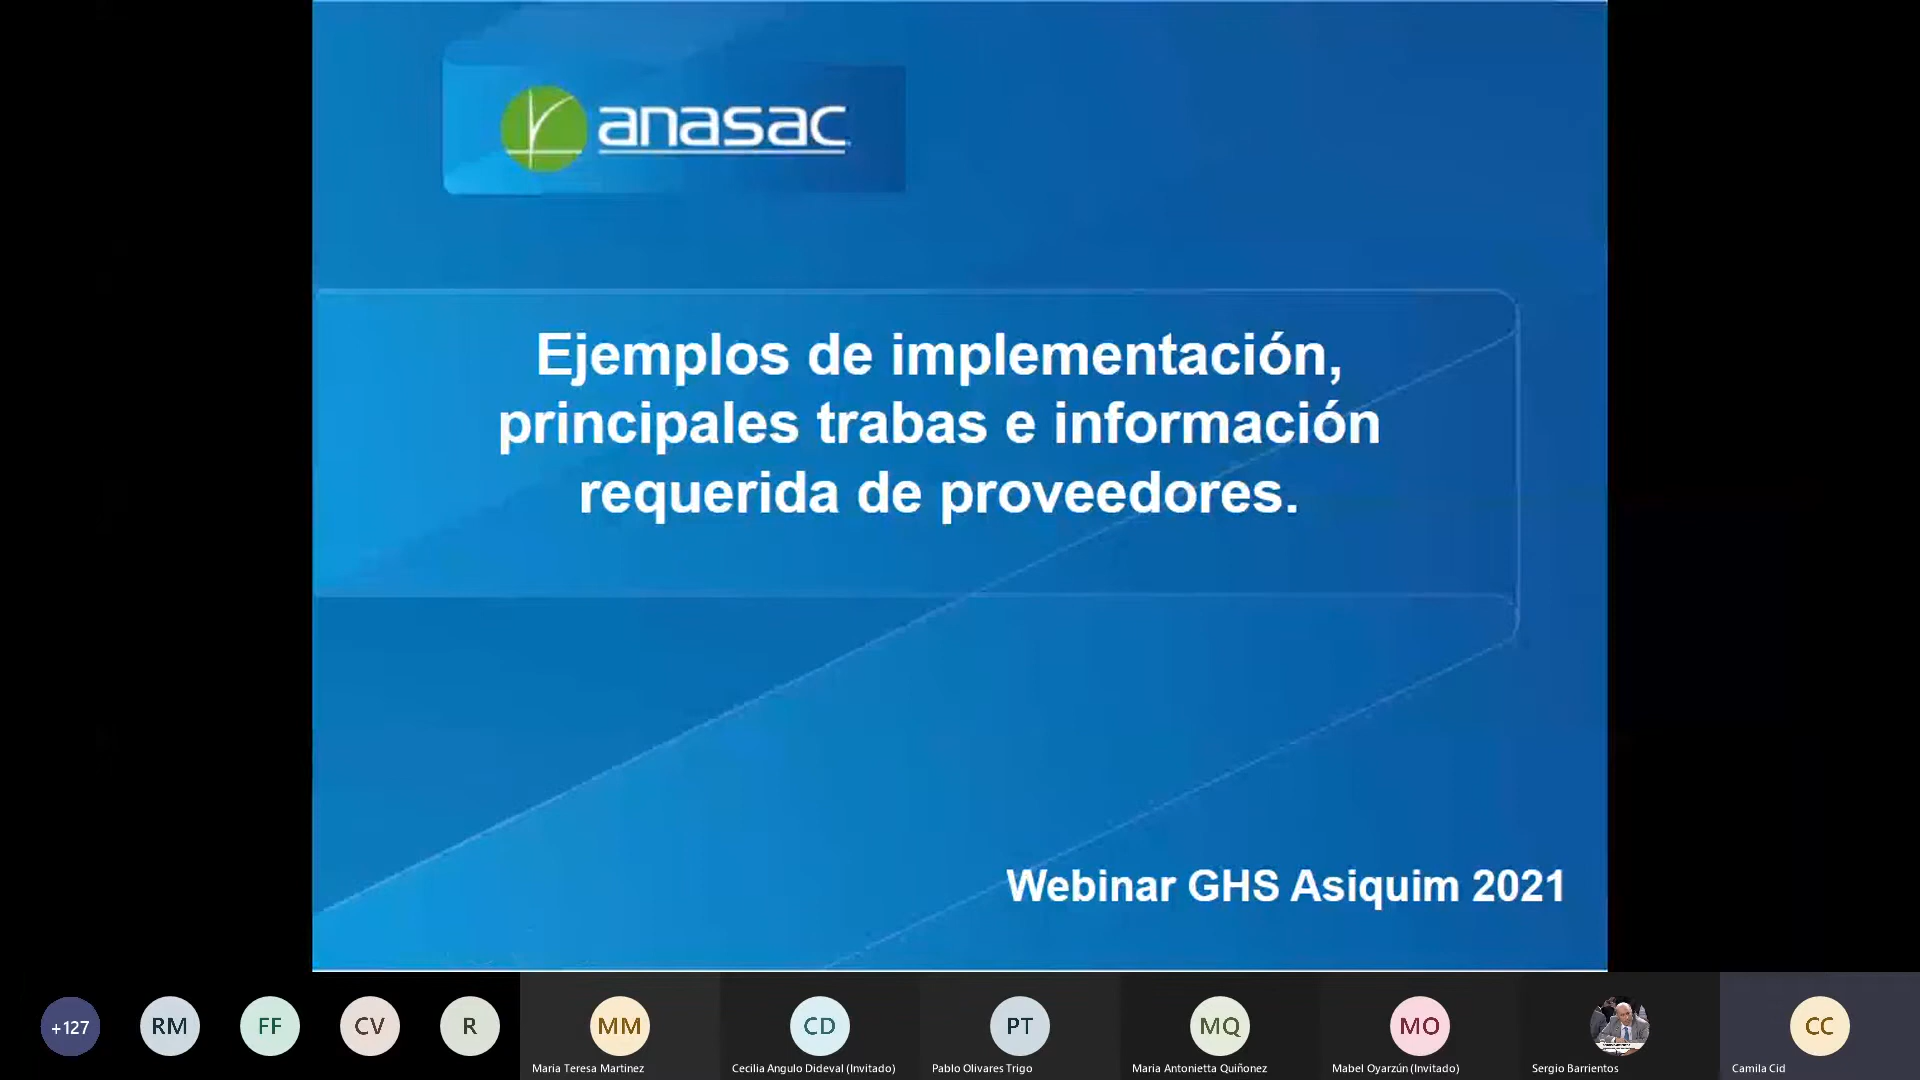 anasac
Ejemplos de implementación,
principales trabas e información
requerida de proveedores.
Webinar GHS Asiquim 2021
+127
RM
FF
CV
R
MM
CD
PT
MQ
MO
CC
Maria Teresa Martinez
Cecilia Angulo Dideval (Invitado)
Pablo Olivares Trigo
Maria Antonietta Quiñonez
Mabel Oyarzún (Invitado)
Sergio Barrientos
Camila Cid